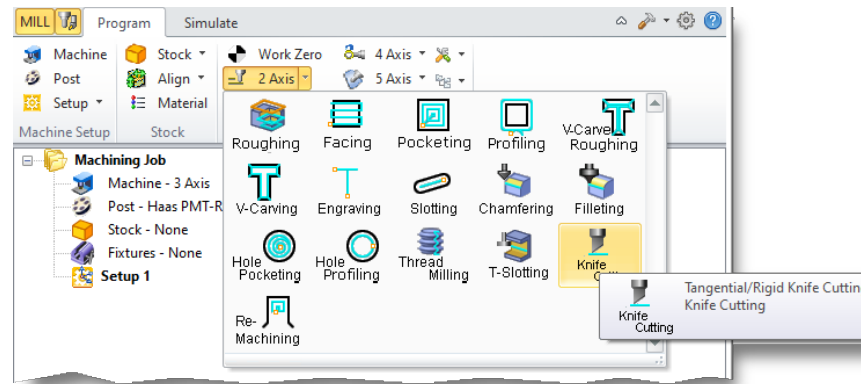 MILL Program Simulate
Machine Stock Work Zero 4 Axis
Post Align 2 Axis 5 Axis
Setup Material
Machine Setup Stock
Roughing Facing Pocketing Profiling V-Carve Roughing
V-Carving Engraving Slotting Chamfering Filleting
Hole Pocketing Hole Profiling Thread Milling T-Slotting Knife
Re-Machining
Machining Job
Machine - 3 Axis
Post - Haas PMT-R
Stock - None
Fixtures - None
Setup 1
Tangential/Rigid Knife Cuttin
Knife Cutting
Knife Cutting